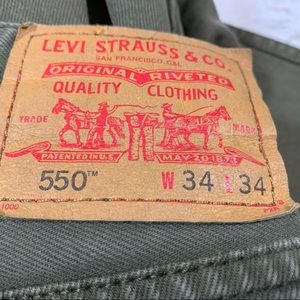 LEVI STRAUSS & CO.
SAN FRANCISCO, CAL.
ORIGINAL RIVETED
QUALITY CLOTHING
TRADE MARK
PATENTED IN U.S. MAY 20 1873
550™ W 34 L 34
1000